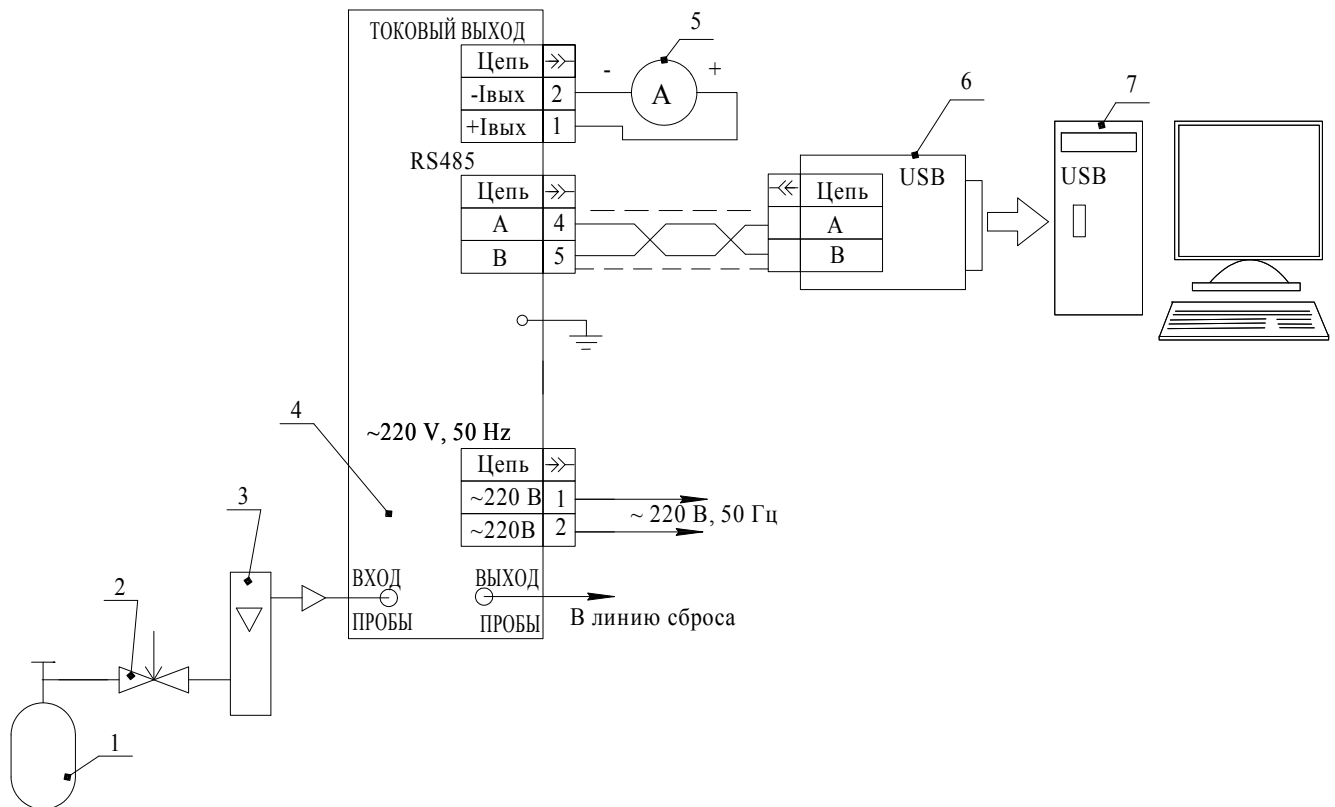 ТОКОВЫЙ ВЫХОД
Цепь
-Iвых 2
+Iвых 1
- +
A
5
6
7
RS485
Цепь
A 4
B 5
USB
Цепь
A
B
USB
4
~220 V, 50 Hz
Цепь
~220 В 1
~220В 2
~ 220 В, 50 Гц
3
2
ВХОД
ПРОБЫ
ВЫХОД
ПРОБЫ
В линию сброса
1